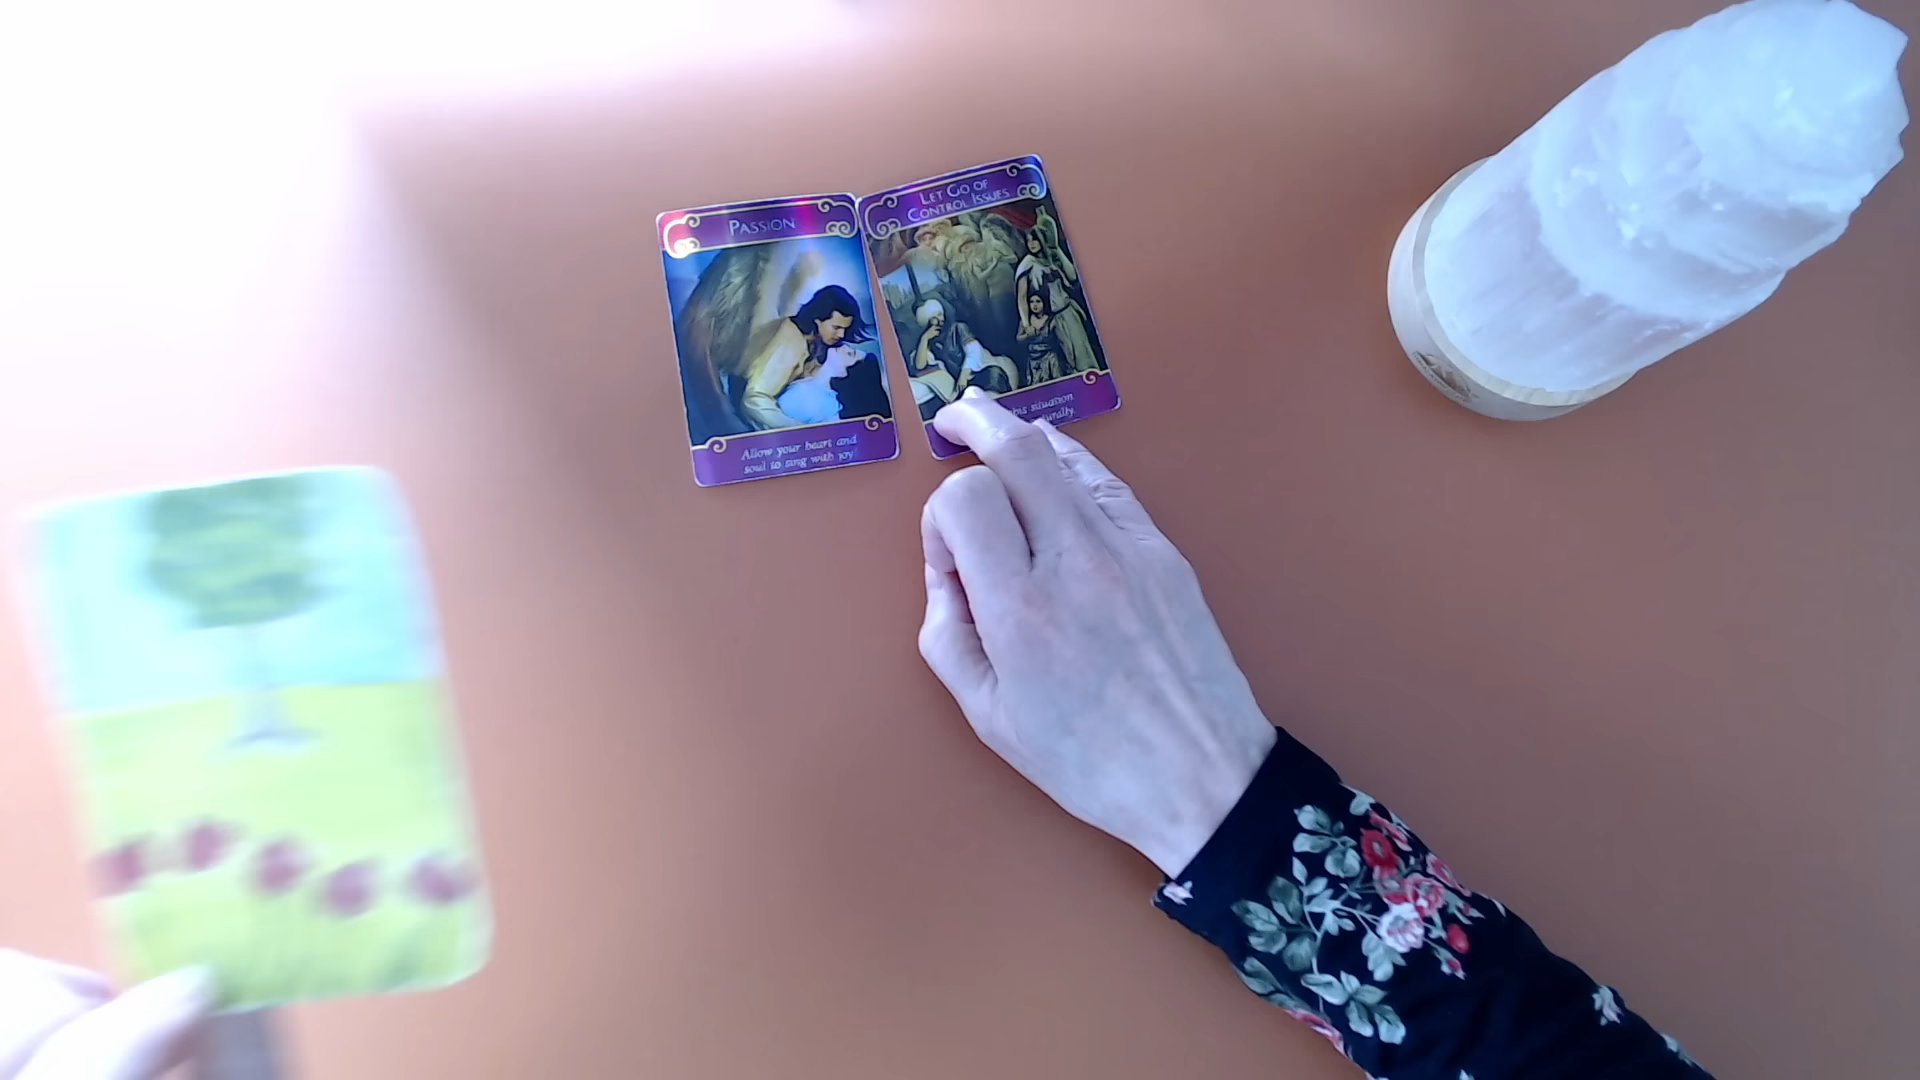 PASSION
Allow your heart and
soul to sing with joy
LET GO OF
CONTROL ISSUES
this situation
naturally.